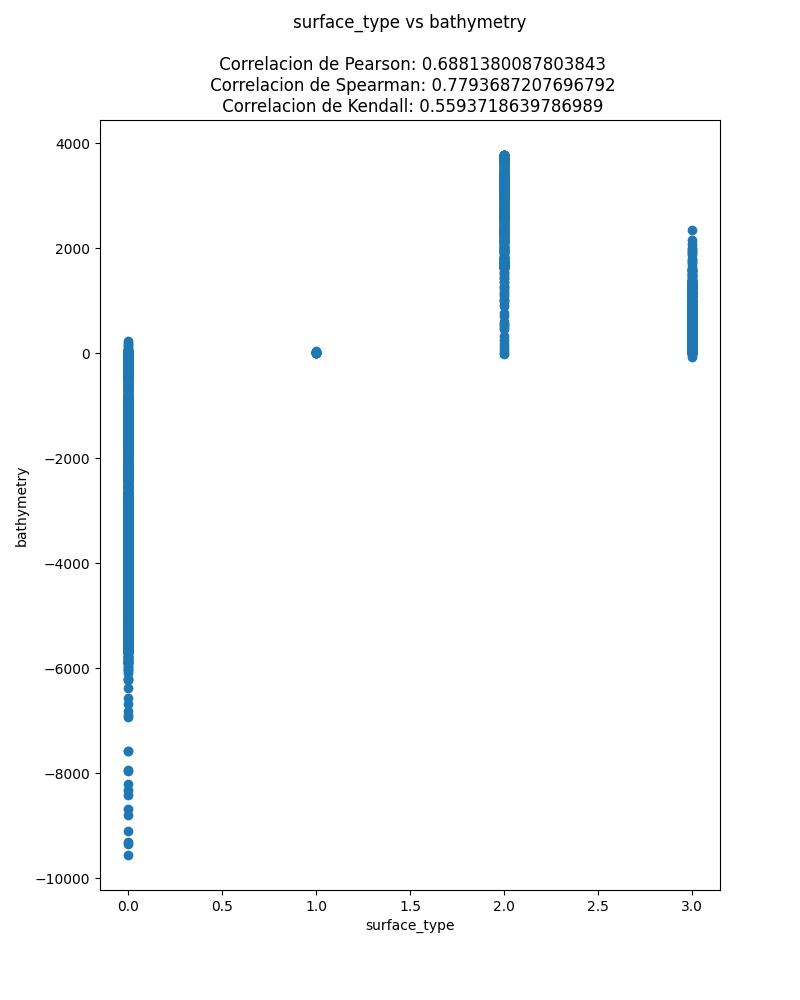 surface_type vs bathymetry
Correlacion de Pearson: 0.6881380087803843
Correlacion de Spearman: 0.7793687207696792
Correlacion de Kendall: 0.5593718639786989
4000
2000
0
−2000
−4000
−6000
−8000
−10000
bathymetry
0.0 0.5 1.0 1.5 2.0 2.5 3.0
surface_type